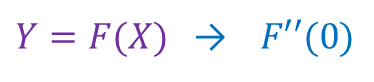 Y = F(X) → F''(0)